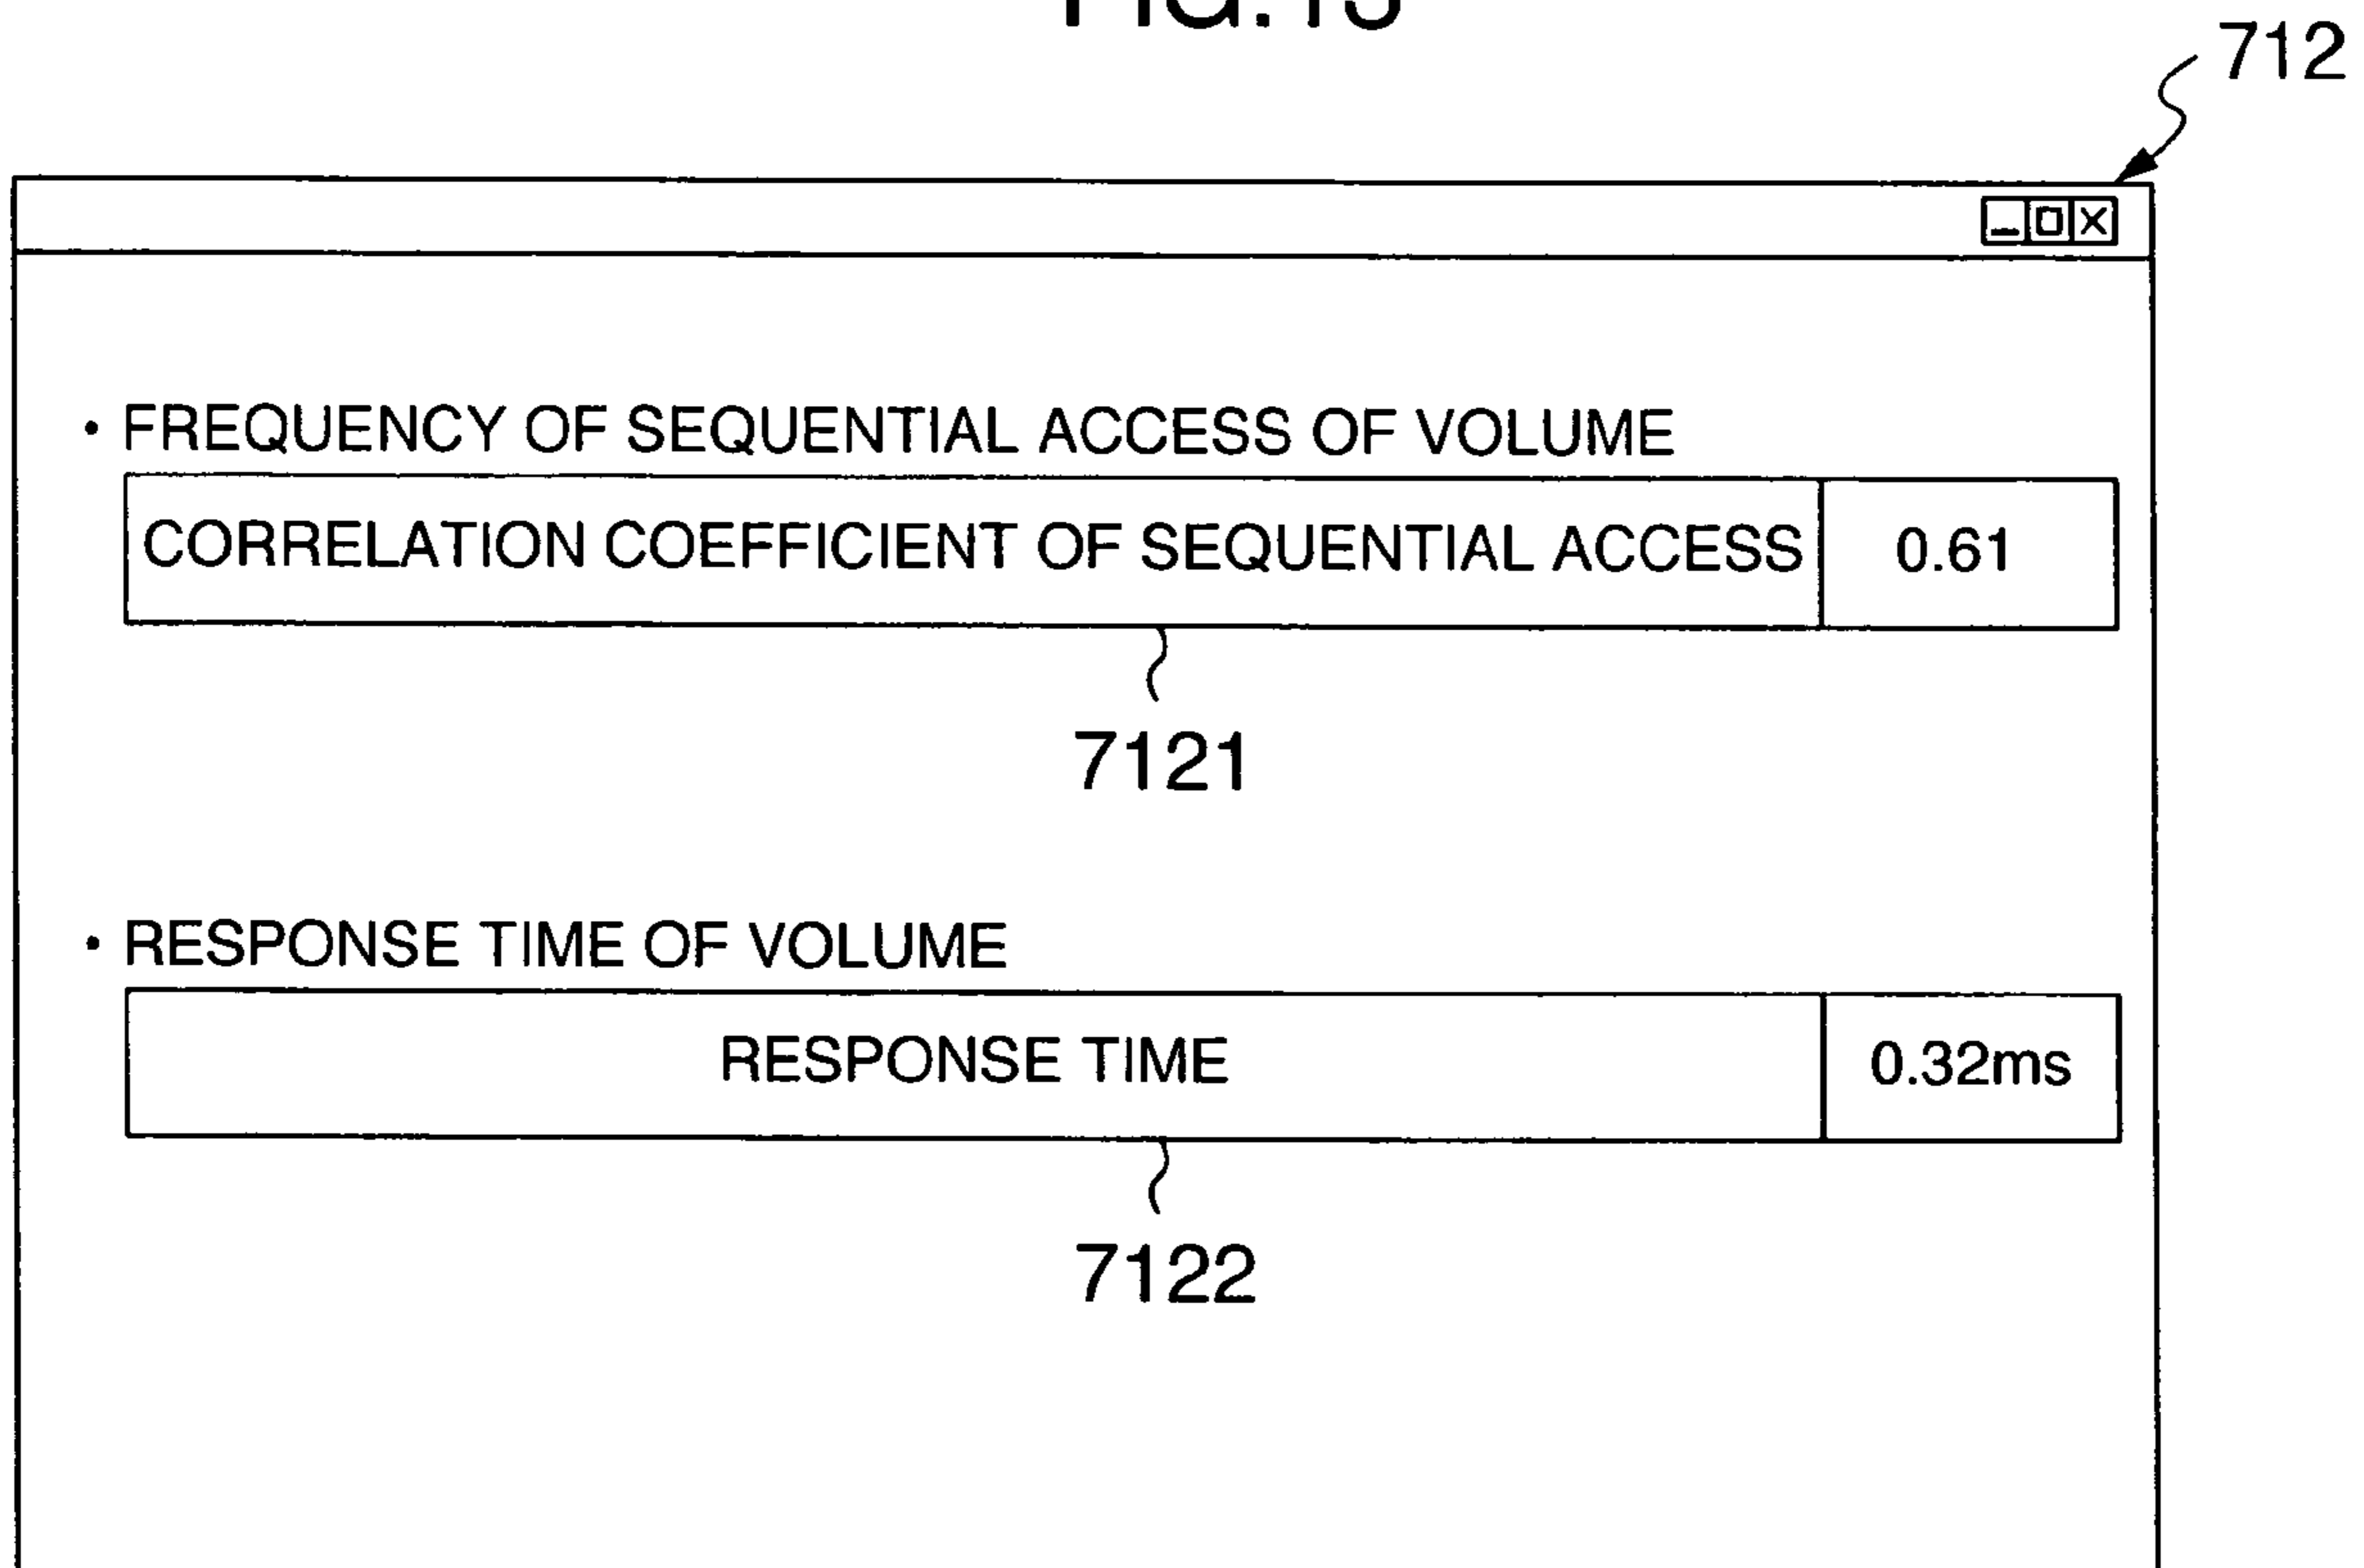 712
• FREQUENCY OF SEQUENTIAL ACCESS OF VOLUME
CORRELATION COEFFICIENT OF SEQUENTIAL ACCESS 0.61
7121
• RESPONSE TIME OF VOLUME
RESPONSE TIME 0.32ms
7122